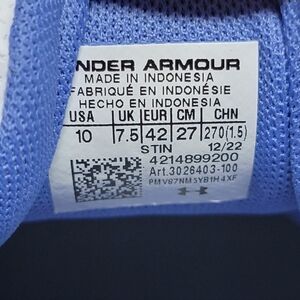 NDER ARMOUR
MADE IN INDONESIA
FABRIQUÉ EN INDONÉSIE
HECHO EN INDONESIA
USA UK EUR CM CHN
10 7.5 42 27 270(1.5)
STIN 12/22
4214899200
Art.3026403-100
PMV87NM5YB1H4XF